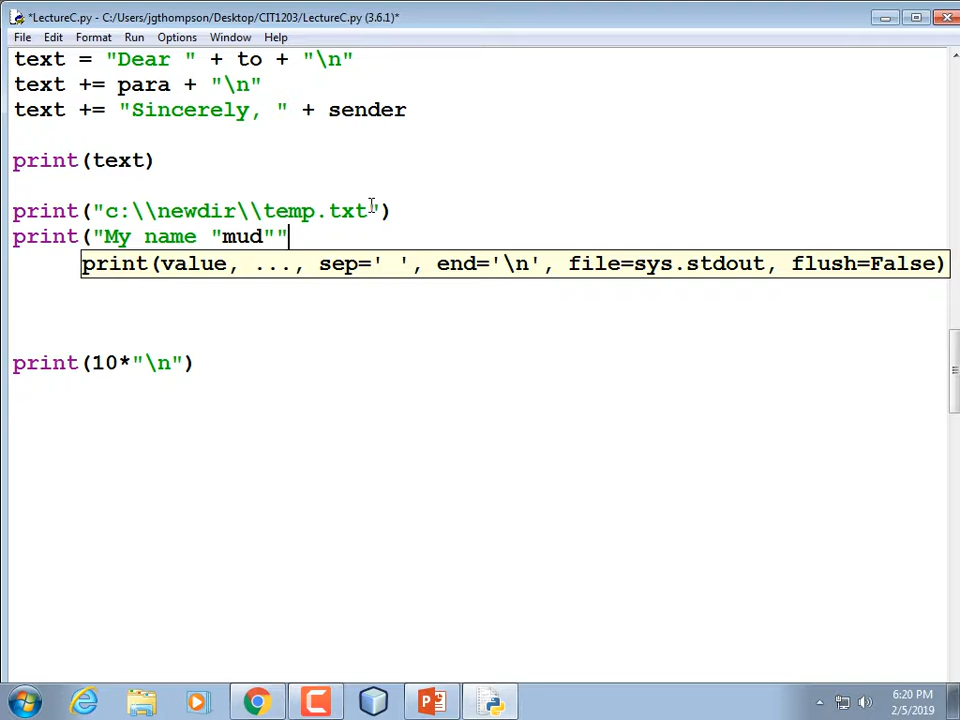 *LectureC.py - C:/Users/jgthompson/Desktop/CIT1203/LectureC.py (3.6.1)*
File Edit Format Run Options Window Help
text = "Dear " + to + "\n"
text += para + "\n"
text += "Sincerely, " + sender
print(text)
print("c:\\newdir\\temp.txt")
print("My name "mud""
print(value, ..., sep=' ', end='\n', file=sys.stdout, flush=False)
print(10*"\n")
6:20 PM
2/5/2019